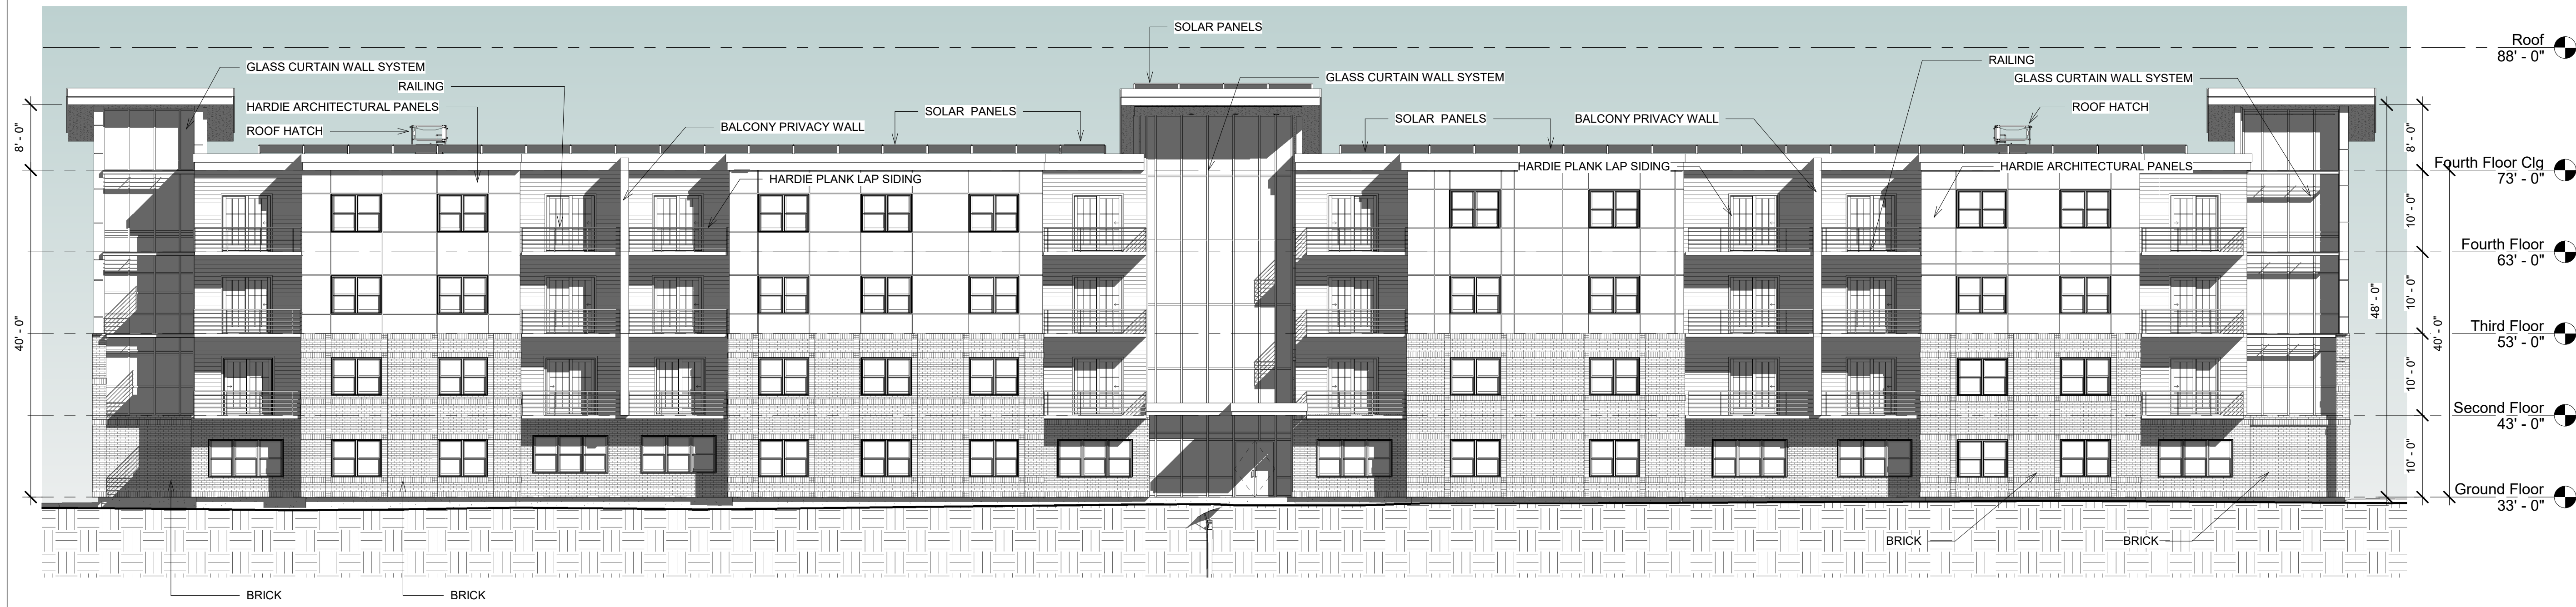 SOLAR PANELS
Roof
88' - 0"
GLASS CURTAIN WALL SYSTEM
RAILING
HARDIE ARCHITECTURAL PANELS
ROOF HATCH
SOLAR PANELS
BALCONY PRIVACY WALL
HARDIE PLANK LAP SIDING
GLASS CURTAIN WALL SYSTEM
SOLAR PANELS
BALCONY PRIVACY WALL
HARDIE PLANK LAP SIDING
RAILING
GLASS CURTAIN WALL SYSTEM
ROOF HATCH
HARDIE ARCHITECTURAL PANELS
8' - 0"
40' - 0"
8' - 0"
10' - 0"
10' - 0"
10' - 0"
10' - 0"
48' - 0"
40' - 0"
Fourth Floor Clg
73' - 0"
Fourth Floor
63' - 0"
Third Floor
53' - 0"
Second Floor
43' - 0"
Ground Floor
33' - 0"
BRICK
BRICK
BRICK
BRICK